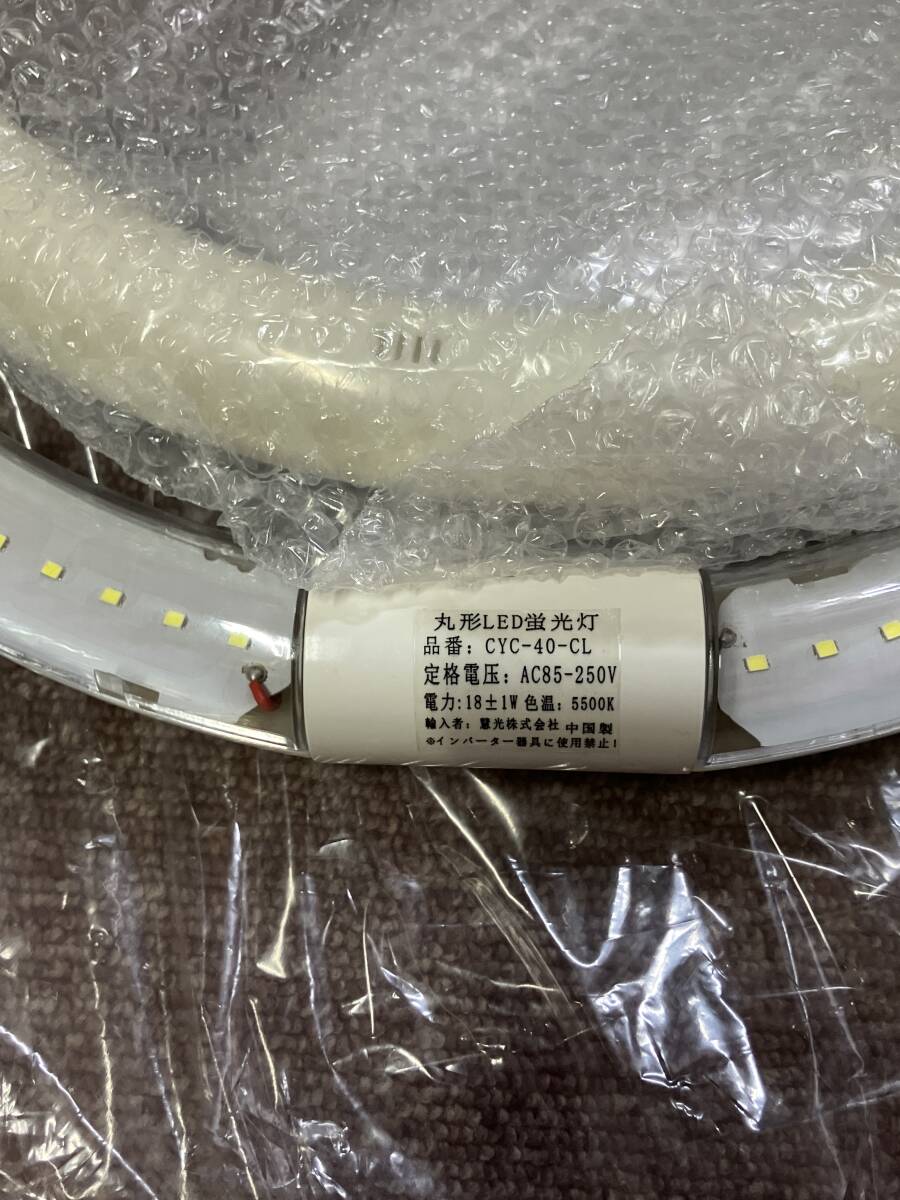 丸形LED蛍光灯
品番: CYC-40-CL
定格電压: AC85-250V
電力:18±1W 色温: 5500K
輸入者: 慧光株式会社 中国製
※インバーター器具に使用禁止!